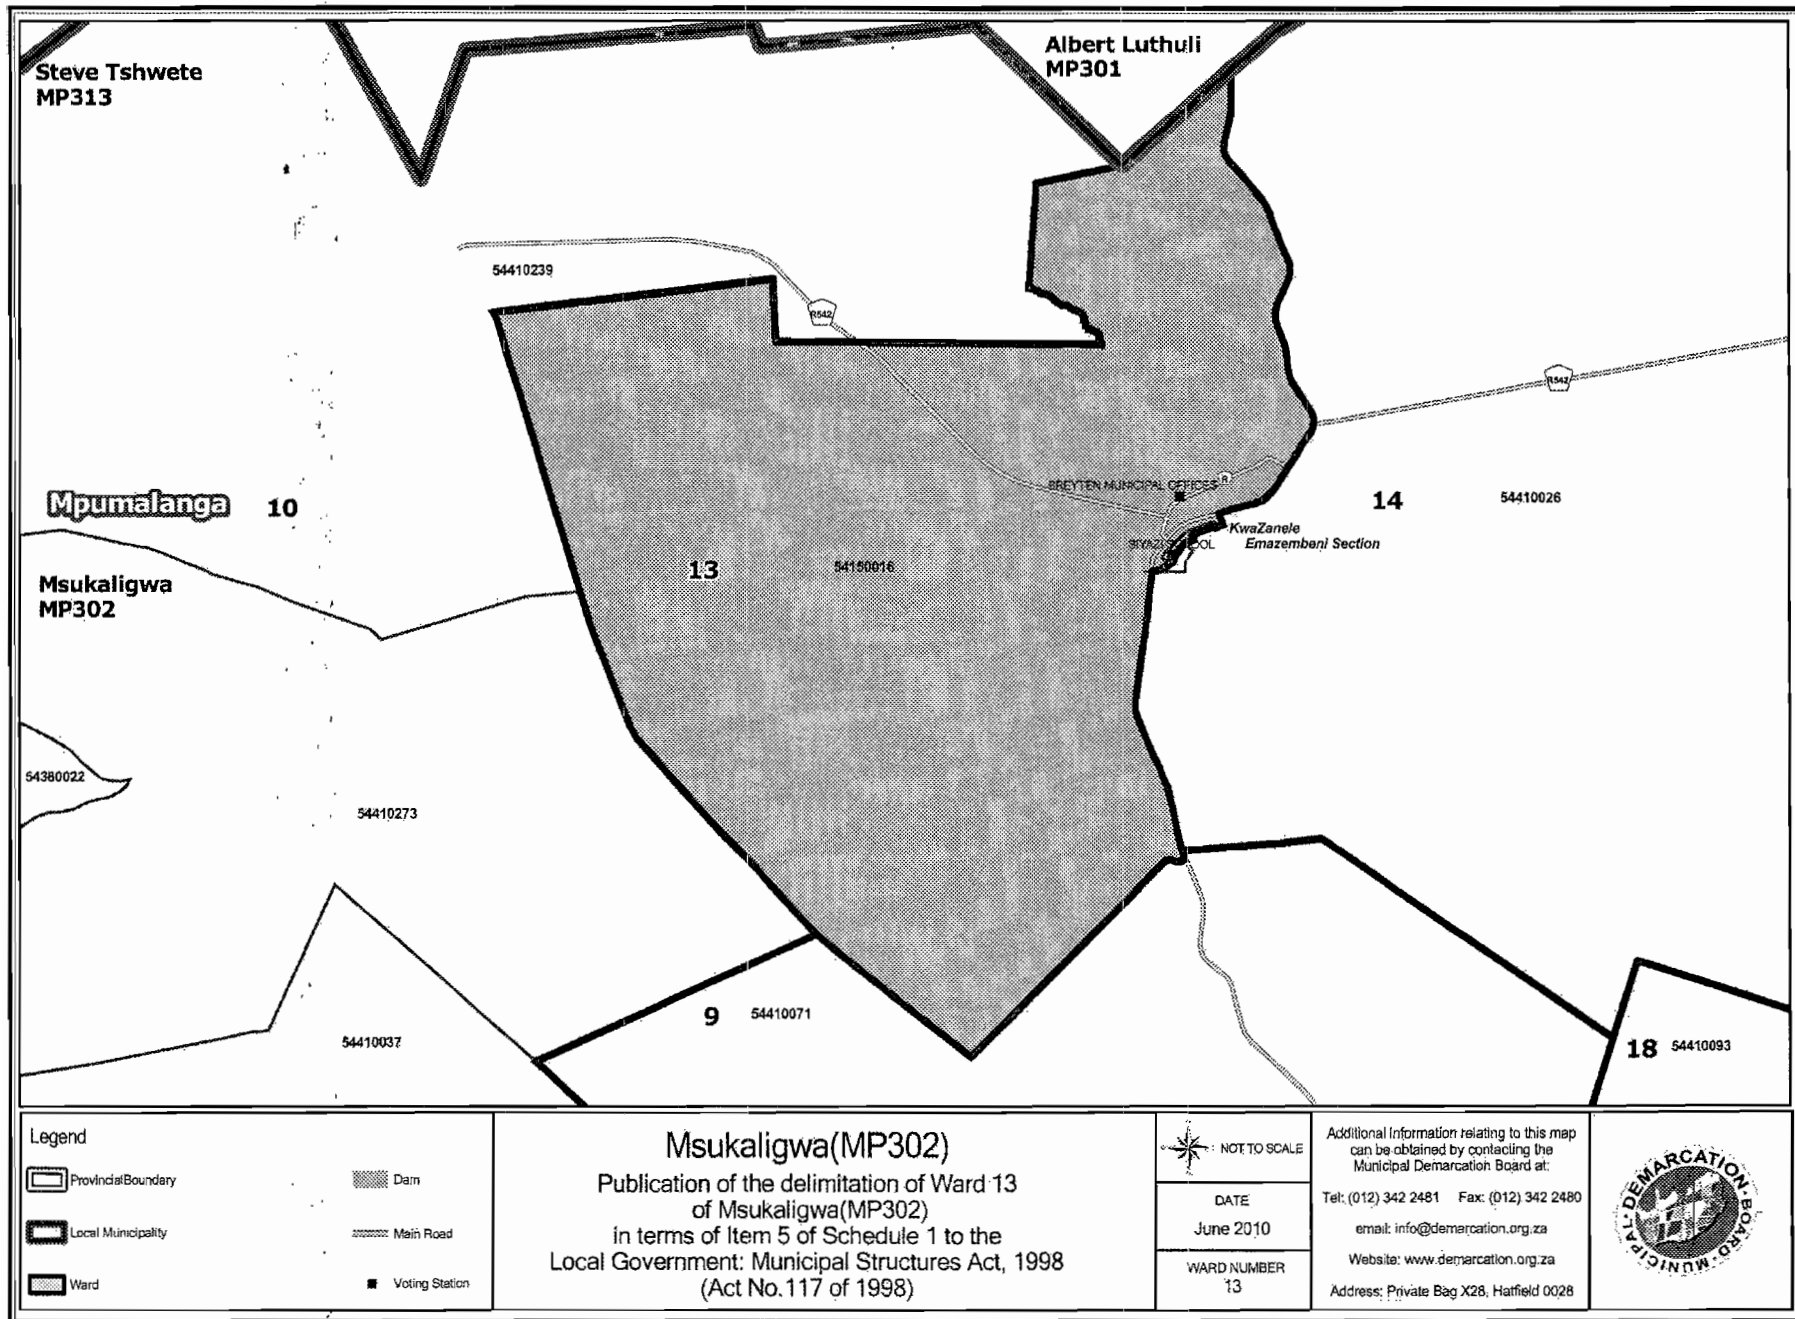 Steve Tshwete
MP313
Albert Luthuli
MP301
54410239
R542
R542
Mpumalanga
10
BREYTEN MUNICIPAL OFFICES
R
14
54410026
KwaZanele
Emazembeni Section
Msukaligwa
MP302
13
54150016
54380022
54410273
54410037
9
54410071
18
54410093
Legend
ProvincialBoundary
Dam
Local Municipality
Main Road
Ward
Voting Station
Msukaligwa(MP302)
Publication of the delimitation of Ward 13
of Msukaligwa(MP302)
in terms of Item 5 of Schedule 1 to the
Local Government: Municipal Structures Act, 1998
(Act No.117 of 1998)
NOT TO SCALE
DATE
June 2010
WARD NUMBER
13
Additional information relating to this map
can be obtained by contacting the
Municipal Demarcation Board at:
Tel: (012) 342 2481 Fax: (012) 342 2480
email: info@demarcation.org.za
Website: www.demarcation.org.za
Address: Private Bag X28, Hatfield 0028
MUNICIPAL DEMARCATION BOARD